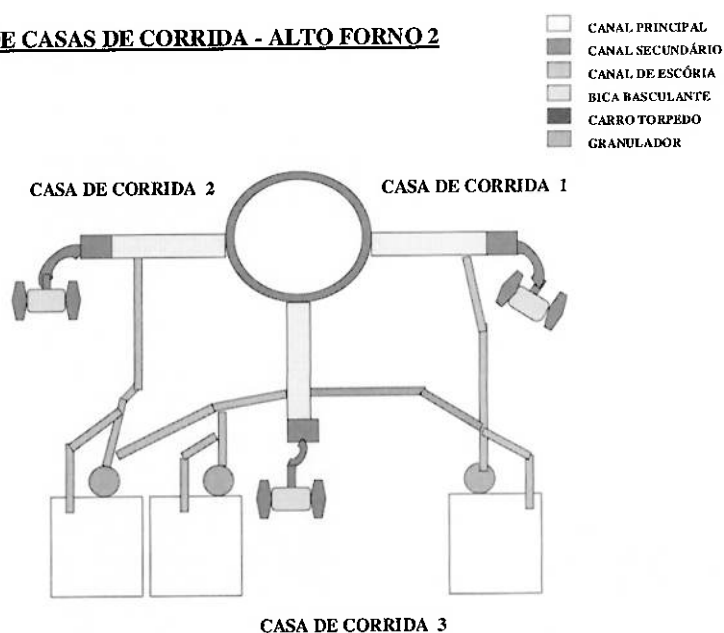 E CASAS DE CORRIDA - ALTO FORNO 2
CANAL PRINCIPAL
CANAL SECUNDÁRIO
CANAL DE ESCÓRIA
BICA BASCULANTE
CARRO TORPEDO
GRANULADOR
CASA DE CORRIDA 2
CASA DE CORRIDA 1
CASA DE CORRIDA 3